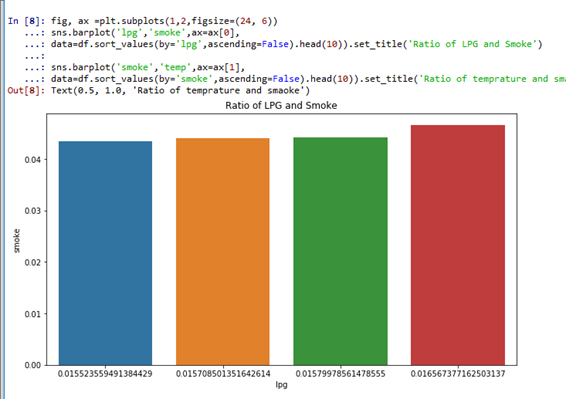 In [8]: fig, ax =plt.subplots(1,2,figsize=(24, 6))
...: sns.barplot('lpg','smoke',ax=ax[0],
...: data=df.sort_values(by='lpg',ascending=False).head(10)).set_title('Ratio of LPG and Smoke')
...:
...: sns.barplot('smoke','temp',ax=ax[1],
...: data=df.sort_values(by='smoke',ascending=False).head(10)).set_title('Ratio of temprature and sma
Out[8]: Text(0.5, 1.0, 'Ratio of temprature and smaoke')
Ratio of LPG and Smoke
0.04
0.03
smoke
0.02
0.01
0.00
0.015523559491384429 0.015708501351642614 0.01579978561478555 0.016567377162503137
lpg